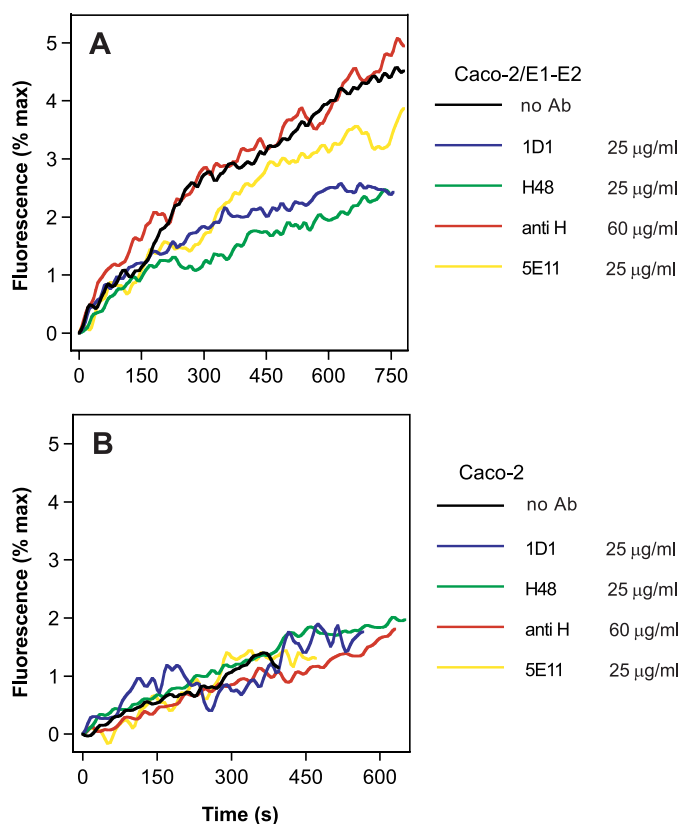 A
Fluorescence (% max)
5
4
3
2
1
0
0 150 300 450 600 750
Caco-2/E1-E2
no Ab
1D1 25 μg/ml
H48 25 μg/ml
anti H 60 μg/ml
5E11 25 μg/ml
B
Fluorescence (% max)
5
4
3
2
1
0
0 150 300 450 600
Time (s)
Caco-2
no Ab
1D1 25 μg/ml
H48 25 μg/ml
anti H 60 μg/ml
5E11 25 μg/ml